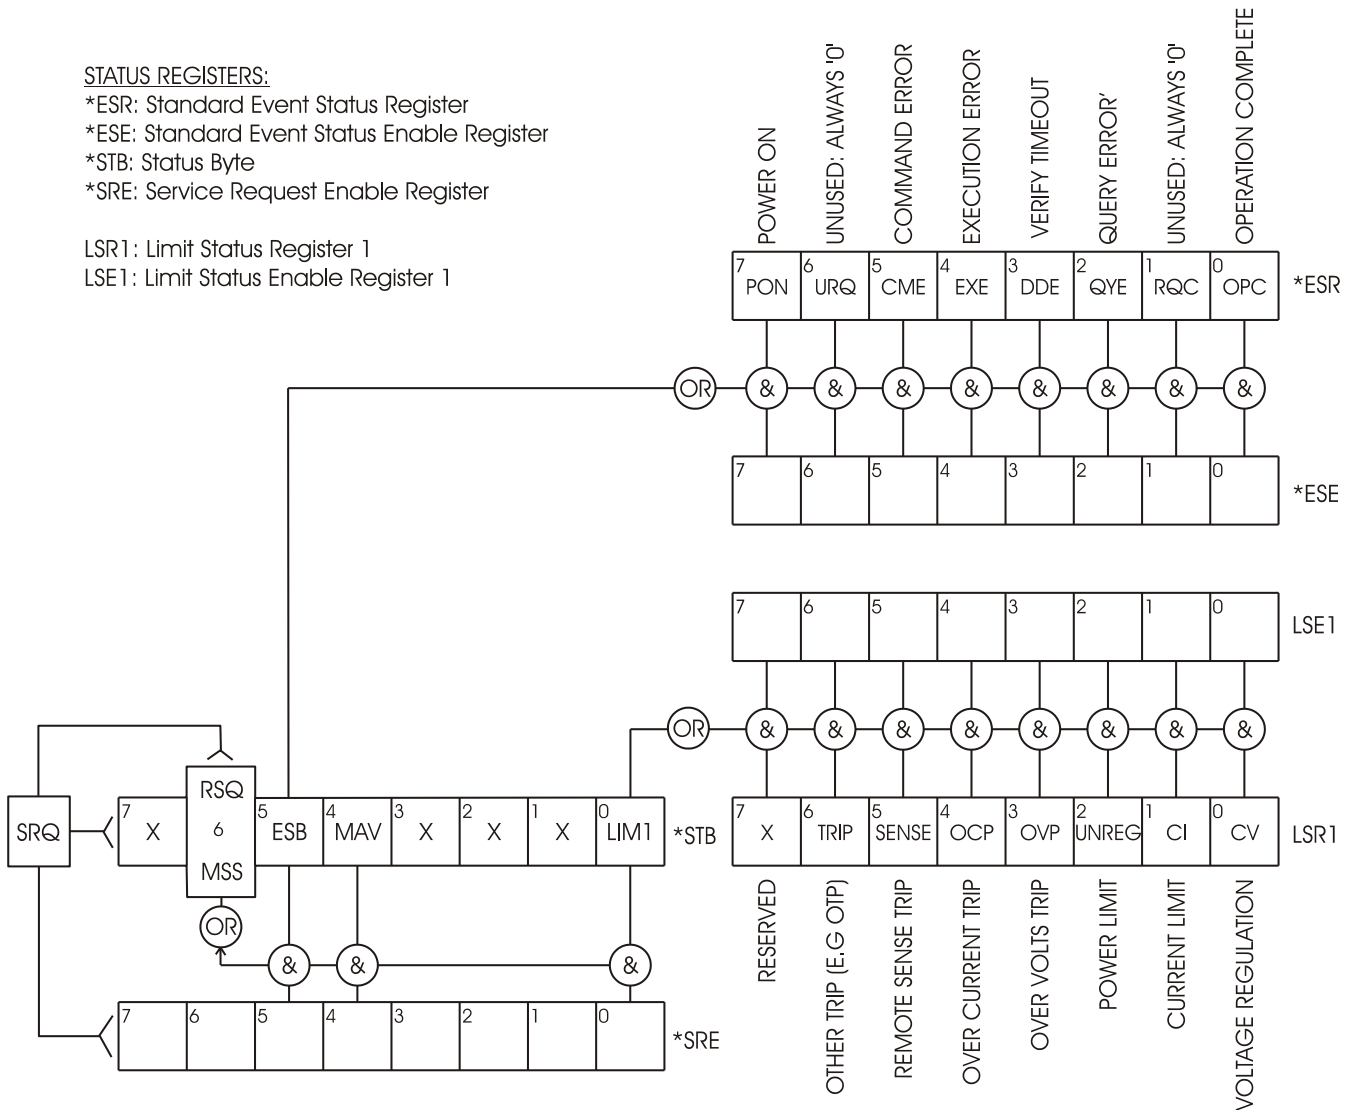 STATUS REGISTERS:
*ESR: Standard Event Status Register
*ESE: Standard Event Status Enable Register
*STB: Status Byte
*SRE: Service Request Enable Register
LSR1: Limit Status Register 1
LSE1: Limit Status Enable Register 1
POWER ON
UNUSED: ALWAYS '0'
COMMAND ERROR
EXECUTION ERROR
VERIFY TIMEOUT
QUERY ERROR'
UNUSED: ALWAYS '0'
OPERATION COMPLETE
7 6 5 4 3 2 1 0
PON URQ CME EXE DDE QYE RQC OPC *ESR
OR & & & & & & & &
7 6 5 4 3 2 1 0
*ESE
7 6 5 4 3 2 1 0
LSE1
OR & & & & & & & &
SRQ
7 5 4 3 2 1 0
X RSQ 6 MSS ESB MAV X X X LIM1 *STB
7 6 5 4 3 2 1 0
X TRIP SENSE OCP OVP UNREG CI CV LSR1
OR
& & &
7 6 5 4 3 2 1 0
*SRE
RESERVED
OTHER TRIP (E.G OTP)
REMOTE SENSE TRIP
OVER CURRENT TRIP
OVER VOLTS TRIP
POWER LIMIT
CURRENT LIMIT
VOLTAGE REGULATION